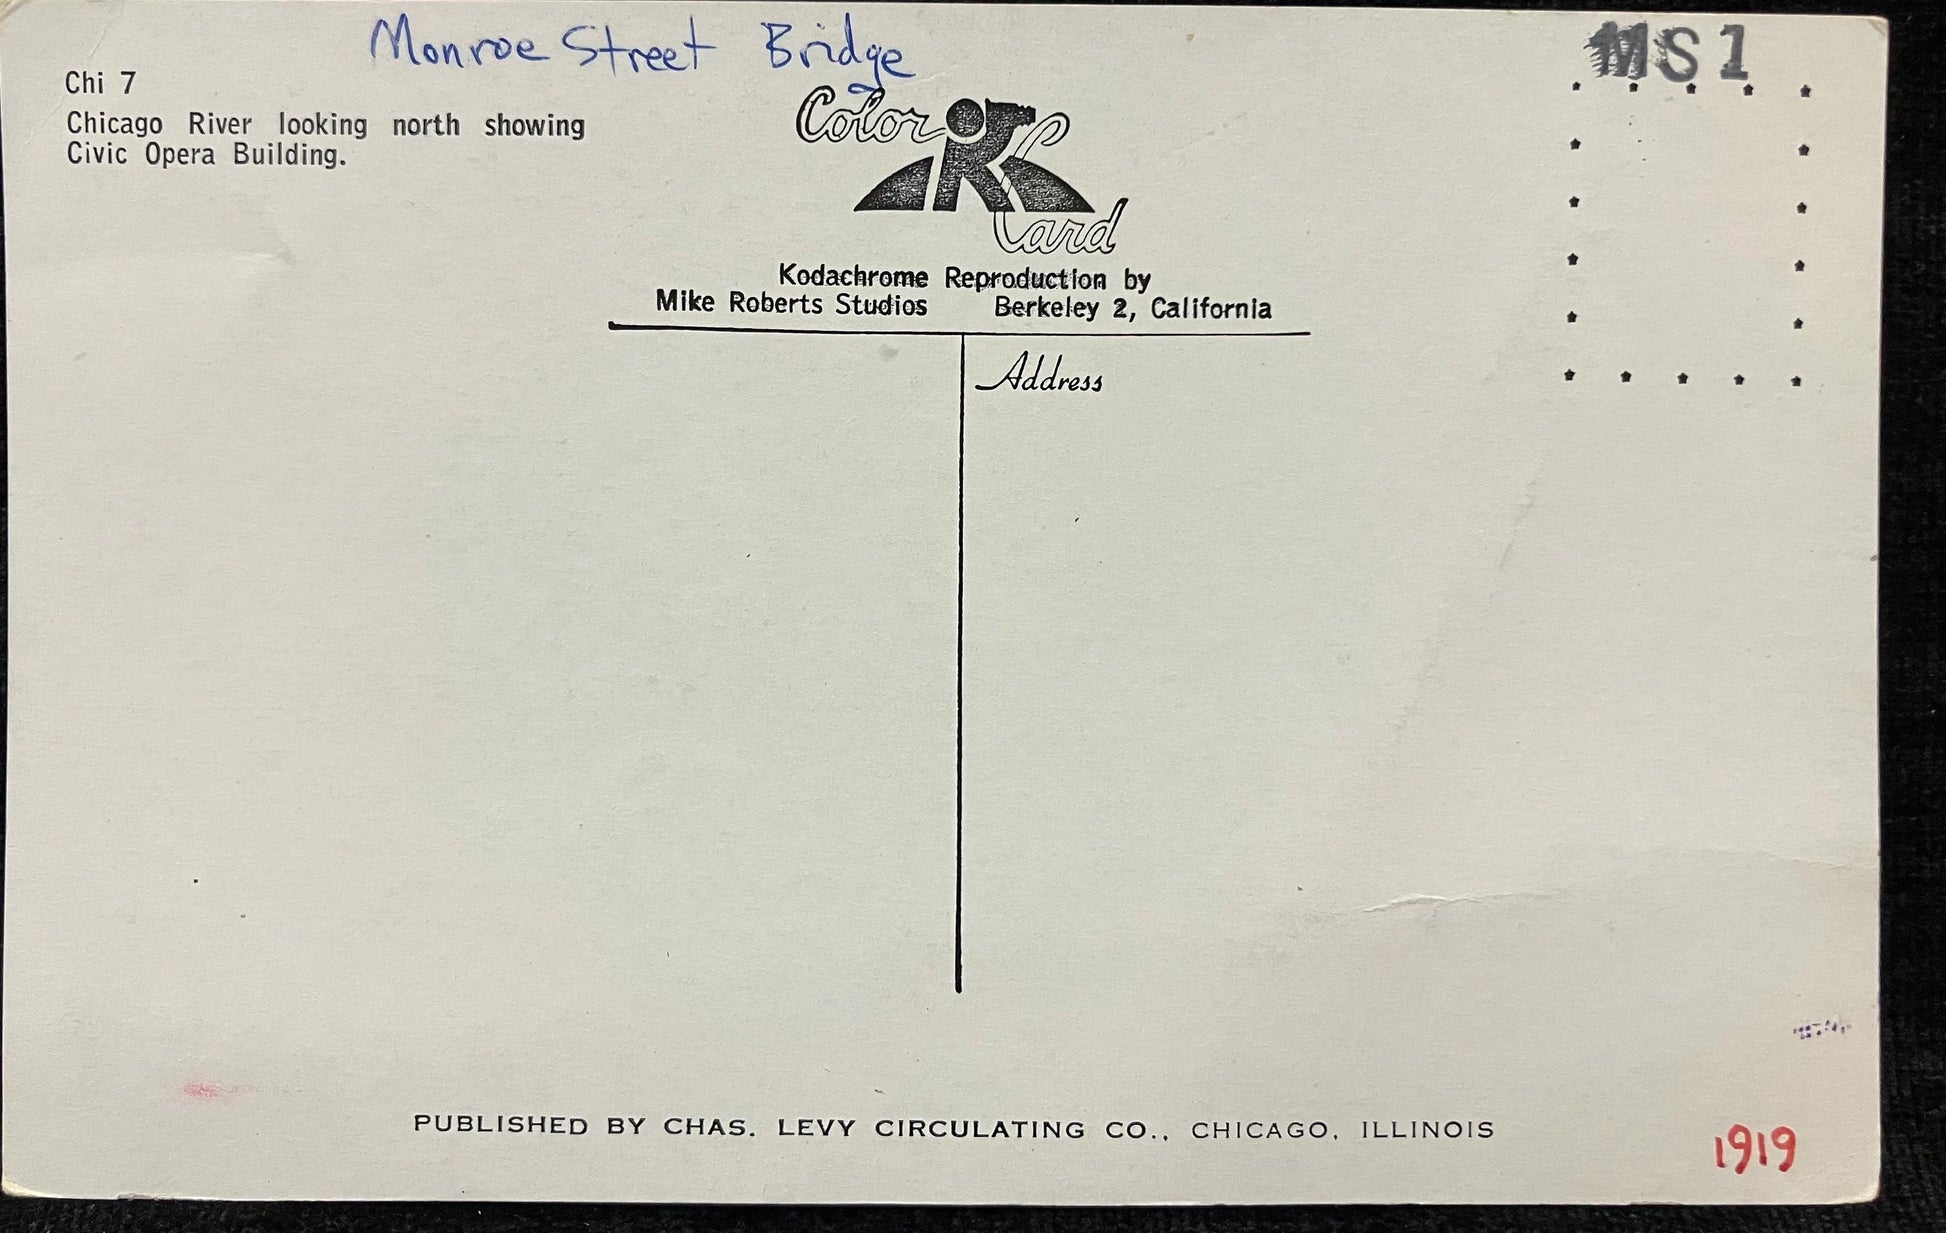 Monroe Street Bridge
MS1
Chi 7
Chicago River looking north showing
Civic Opera Building.
Color
Card
Kodachrome Reproduction by
Mike Roberts Studios Berkeley 2, California
Address
PUBLISHED BY CHAS. LEVY CIRCULATING CO., CHICAGO, ILLINOIS
1919